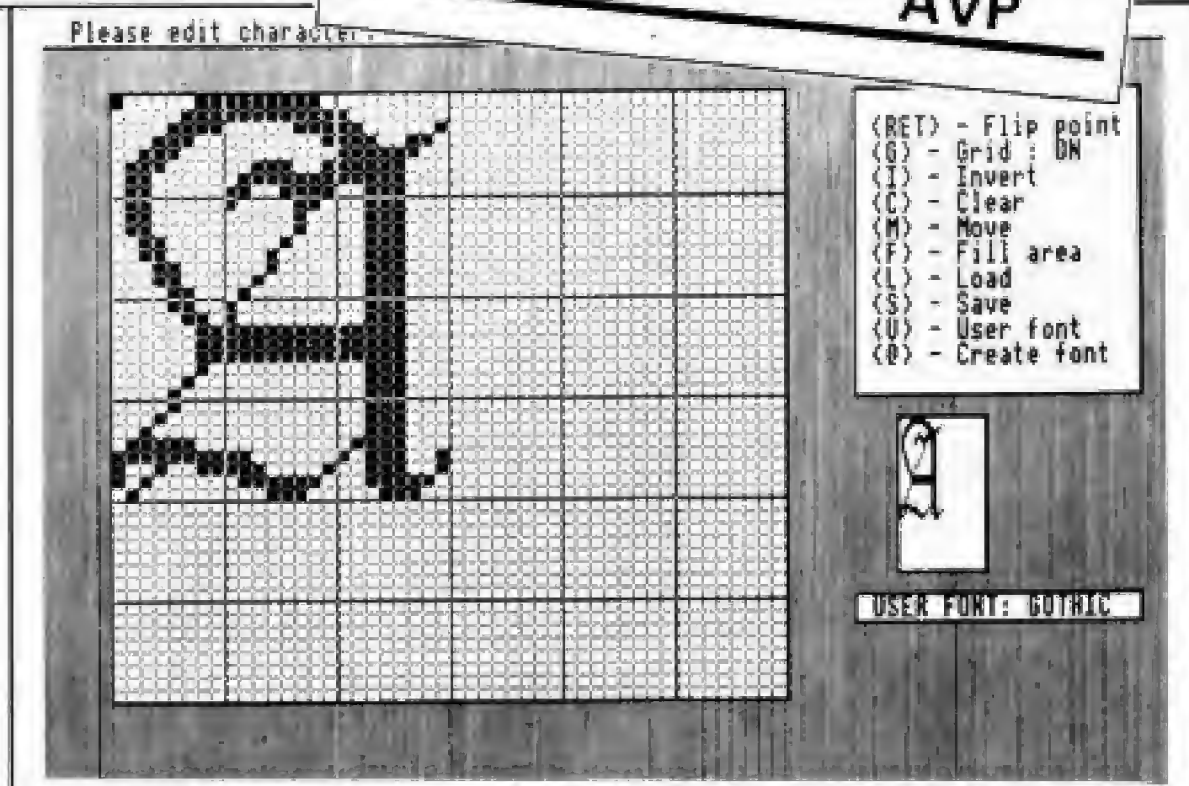 AVP
Please edit character.
(RET) - Flip point
(G) - Grid : ON
(I) - Invert
(C) - Clear
(M) - Move
(F) - Fill area
(L) - Load
(S) - Save
(U) - User font
(@) - Create font
USER FONT: GOTHIC